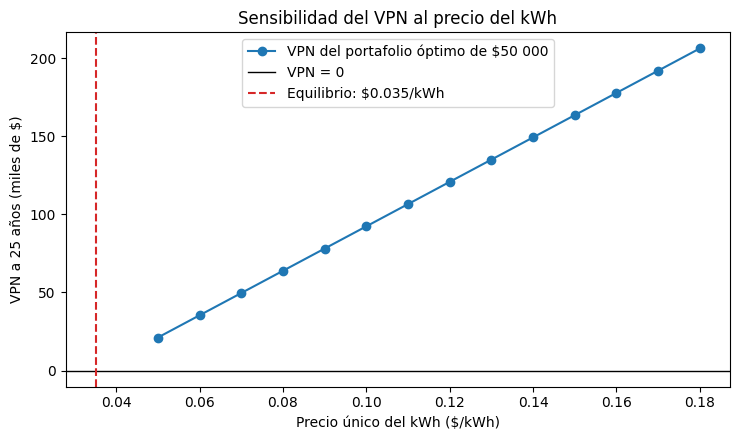 Sensibilidad del VPN al precio del kWh
VPN del portafolio óptimo de $50 000
VPN = 0
Equilibrio: $0.035/kWh
VPN a 25 años (miles de $)
200
150
100
50
0
0.04 0.06 0.08 0.10 0.12 0.14 0.16 0.18
Precio único del kWh ($/kWh)